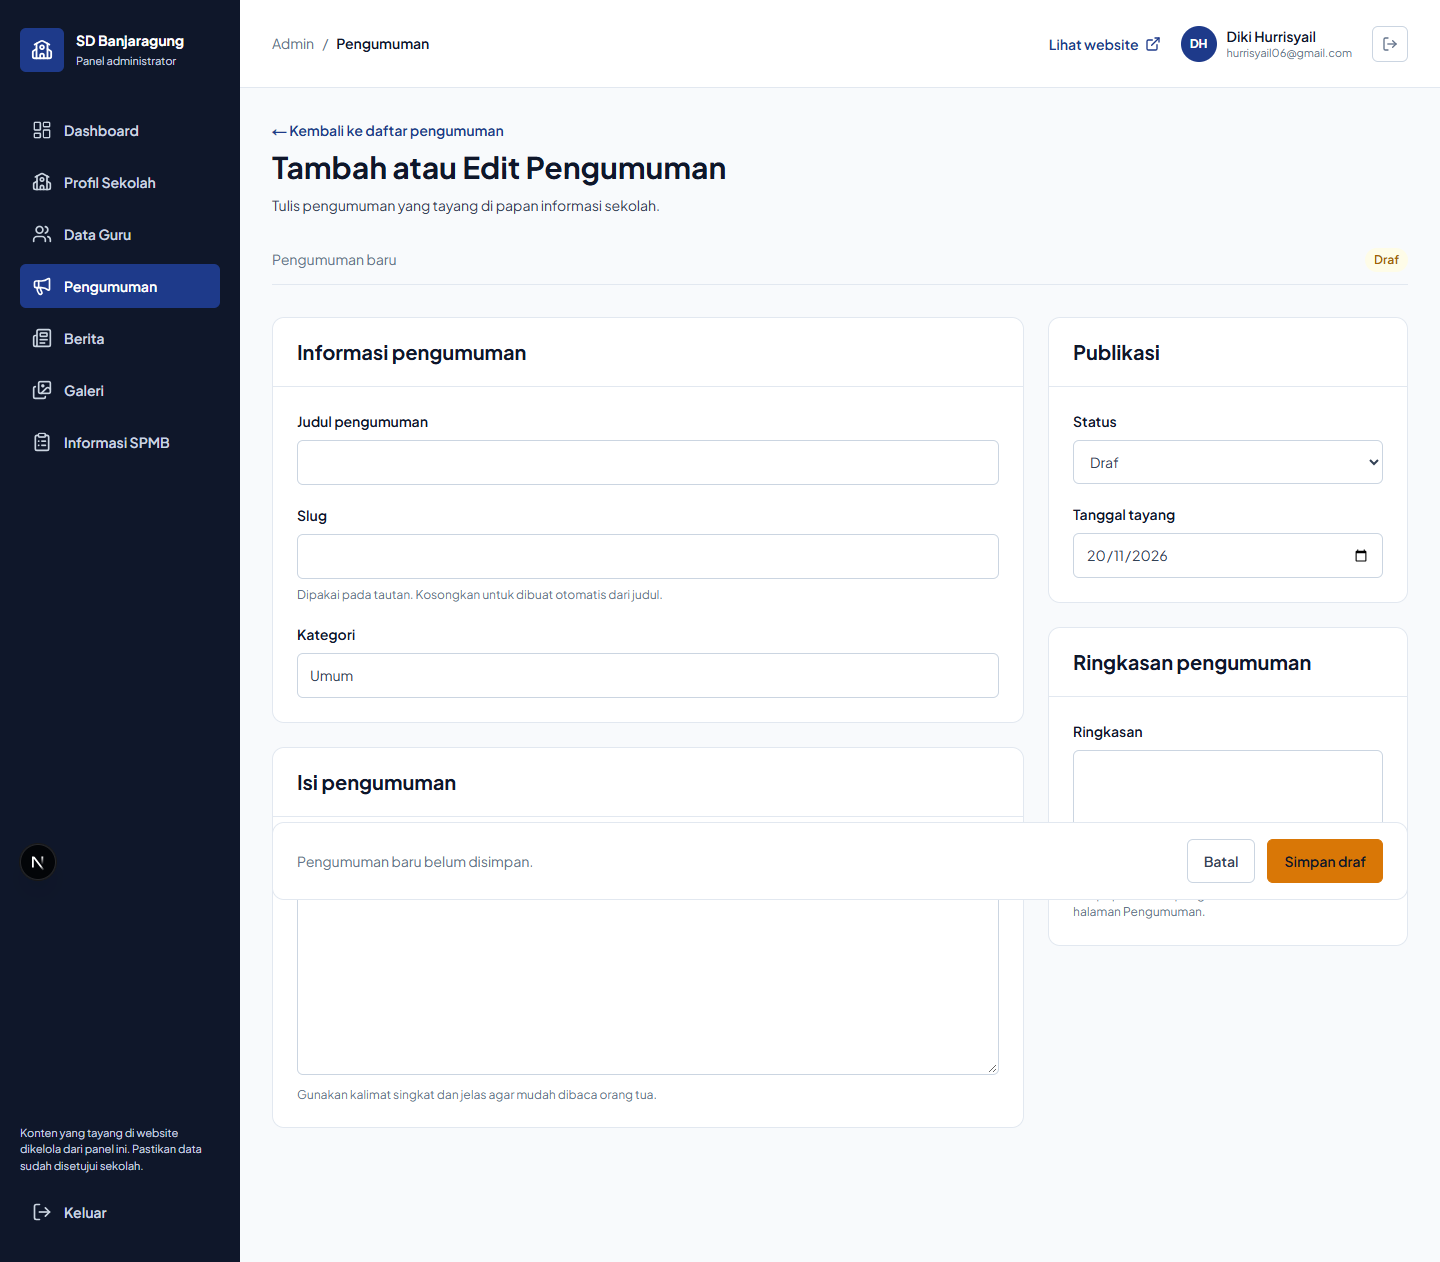 SD Banjaragung
Panel administrator
Dashboard
Profil Sekolah
Data Guru
Pengumuman
Berita
Galeri
Informasi SPMB
Konten yang tayang di website
dikelola dari panel ini. Pastikan data
sudah disetujui sekolah.
Keluar
Admin / Pengumuman
Lihat website
DH
Diki Hurrisyail
hurrisyail06@gmail.com
← Kembali ke daftar pengumuman
Tambah atau Edit Pengumuman
Tulis pengumuman yang tayang di papan informasi sekolah.
Pengumuman baru
Draf
Informasi pengumuman
Judul pengumuman
Slug
Dipakai pada tautan. Kosongkan untuk dibuat otomatis dari judul.
Kategori
Umum
Isi pengumuman
Gunakan kalimat singkat dan jelas agar mudah dibaca orang tua.
Publikasi
Status
Draf
Tanggal tayang
20/11/2026
Ringkasan pengumuman
Ringkasan
halaman Pengumuman.
Pengumuman baru belum disimpan.
Batal
Simpan draf
N